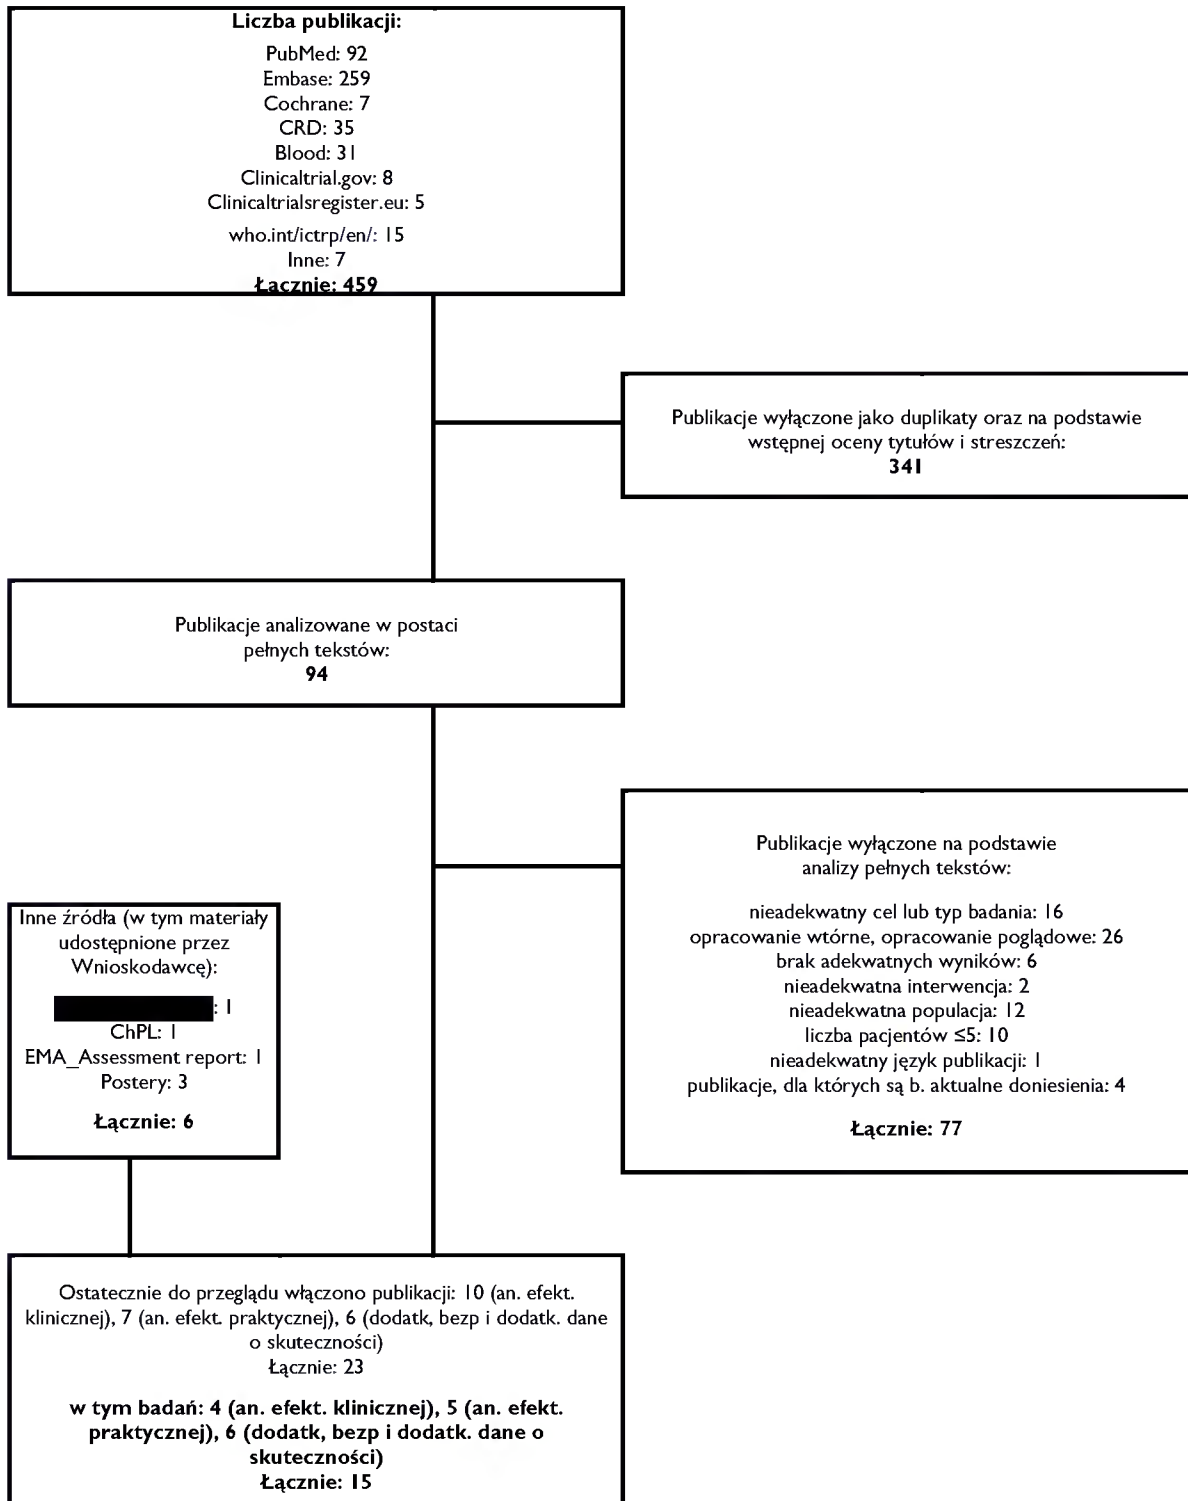 Liczba publikacji:
PubMed: 92
Embase: 259
Cochrane: 7
CRD: 35
Blood: 31
Clinicaltrial.gov: 8
Clinicaltrialsregister.eu: 5
who.int/ictrp/en/: 15
Inne: 7
Łącznie: 459
Publikacje wyłączone jako duplikaty oraz na podstawie
wstępnej oceny tytułów i streszczeń:
341
Publikacje analizowane w postaci
pełnych tekstów:
94
Publikacje wyłączone na podstawie
analizy pełnych tekstów:
nieadekwatny cel lub typ badania: 16
opracowanie wtórne, opracowanie poglądowe: 26
brak adekwatnych wyników: 6
nieadekwatna interwencja: 2
nieadekwatna populacja: 12
liczba pacjentów ≤5: 10
nieadekwatny język publikacji: 1
publikacje, dla których są b. aktualne doniesienia: 4
Łącznie: 77
Inne źródła (w tym materiały
udostępnione przez
Wnioskodawcę):
: 1
ChPL: 1
EMA_Assessment report: 1
Postery: 3
Łącznie: 6
Ostatecznie do przeglądu włączono publikacji: 10 (an. efekt.
klinicznej), 7 (an. efekt. praktycznej), 6 (dodatk, bezp i dodatk. dane
o skuteczności)
Łącznie: 23
w tym badań: 4 (an. efekt. klinicznej), 5 (an. efekt.
praktycznej), 6 (dodatk, bezp i dodatk. dane o
skuteczności)
Łącznie: 15